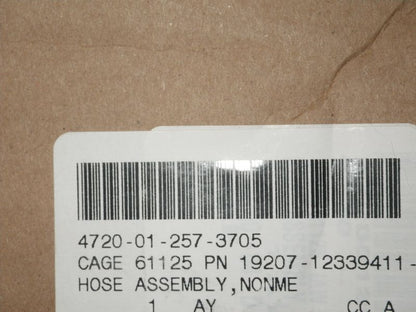 4720-01-257-3705
CAGE 61125 PN 19207-12339411-
HOSE ASSEMBLY,NONME
1 AY CC A